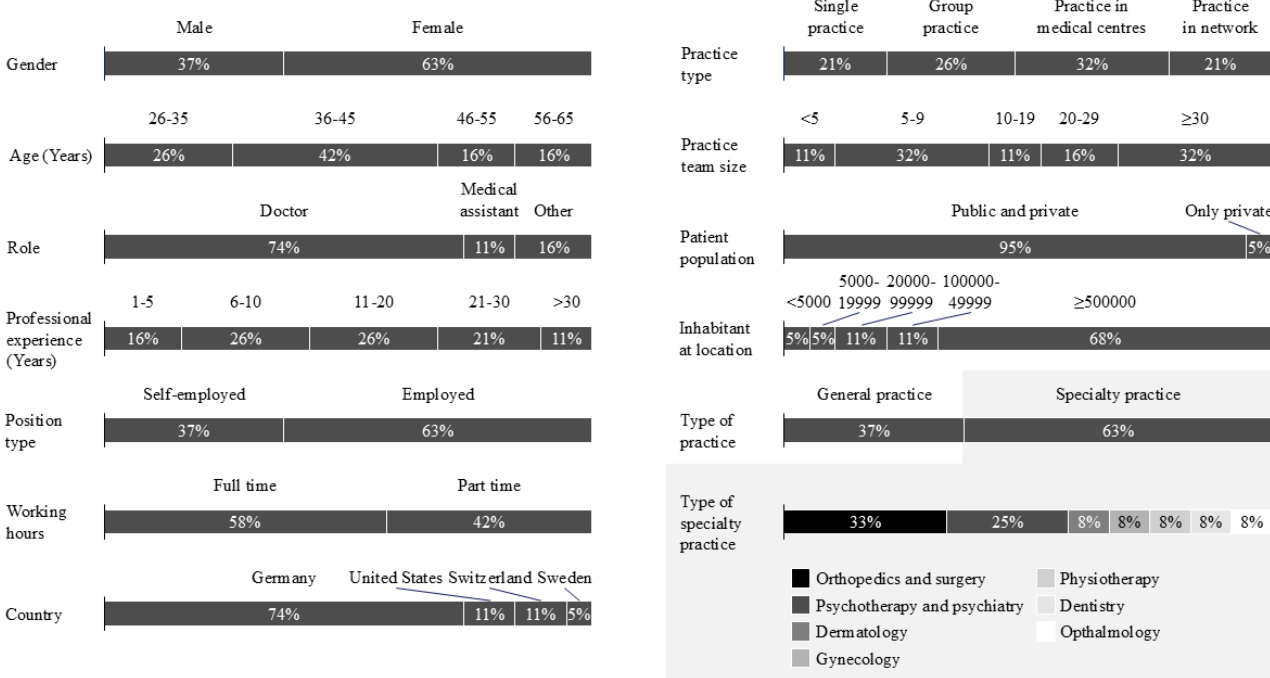 Male Female
Gender 37% 63%
26-35 36-45 46-55 56-65
Age (Years) 26% 42% 16% 16%
Medical
Doctor assistant Other
Role 74% 11% 16%
1-5 6-10 11-20 21-30 >30
Professional
experience 16% 26% 26% 21% 11%
(Years)
Self-employed Employed
Position
type 37% 63%
Full time Part time
Working
hours 58% 42%
Germany United States Switzerland Sweden
Country 74% 11% 11% 5%
Single Group Practice in Practice
practice practice medical centres in network
Practice
type 21% 26% 32% 21%
<5 5-9 10-19 20-29 ≥30
Practice
team size 11% 32% 11% 16% 32%
Public and private Only private
Patient
population 95% 5%
5000- 20000- 100000-
<5000 19999 99999 49999 ≥500000
Inhabitant
at location 5% 5% 11% 11% 68%
General practice Specialty practice
Type of
practice 37% 63%
Type of
specialty 33% 25% 8% 8% 8% 8% 8%
practice
Orthopedics and surgery
Psychotherapy and psychiatry
Dermatology
Gynecology
Physiotherapy
Dentistry
Opthalmology